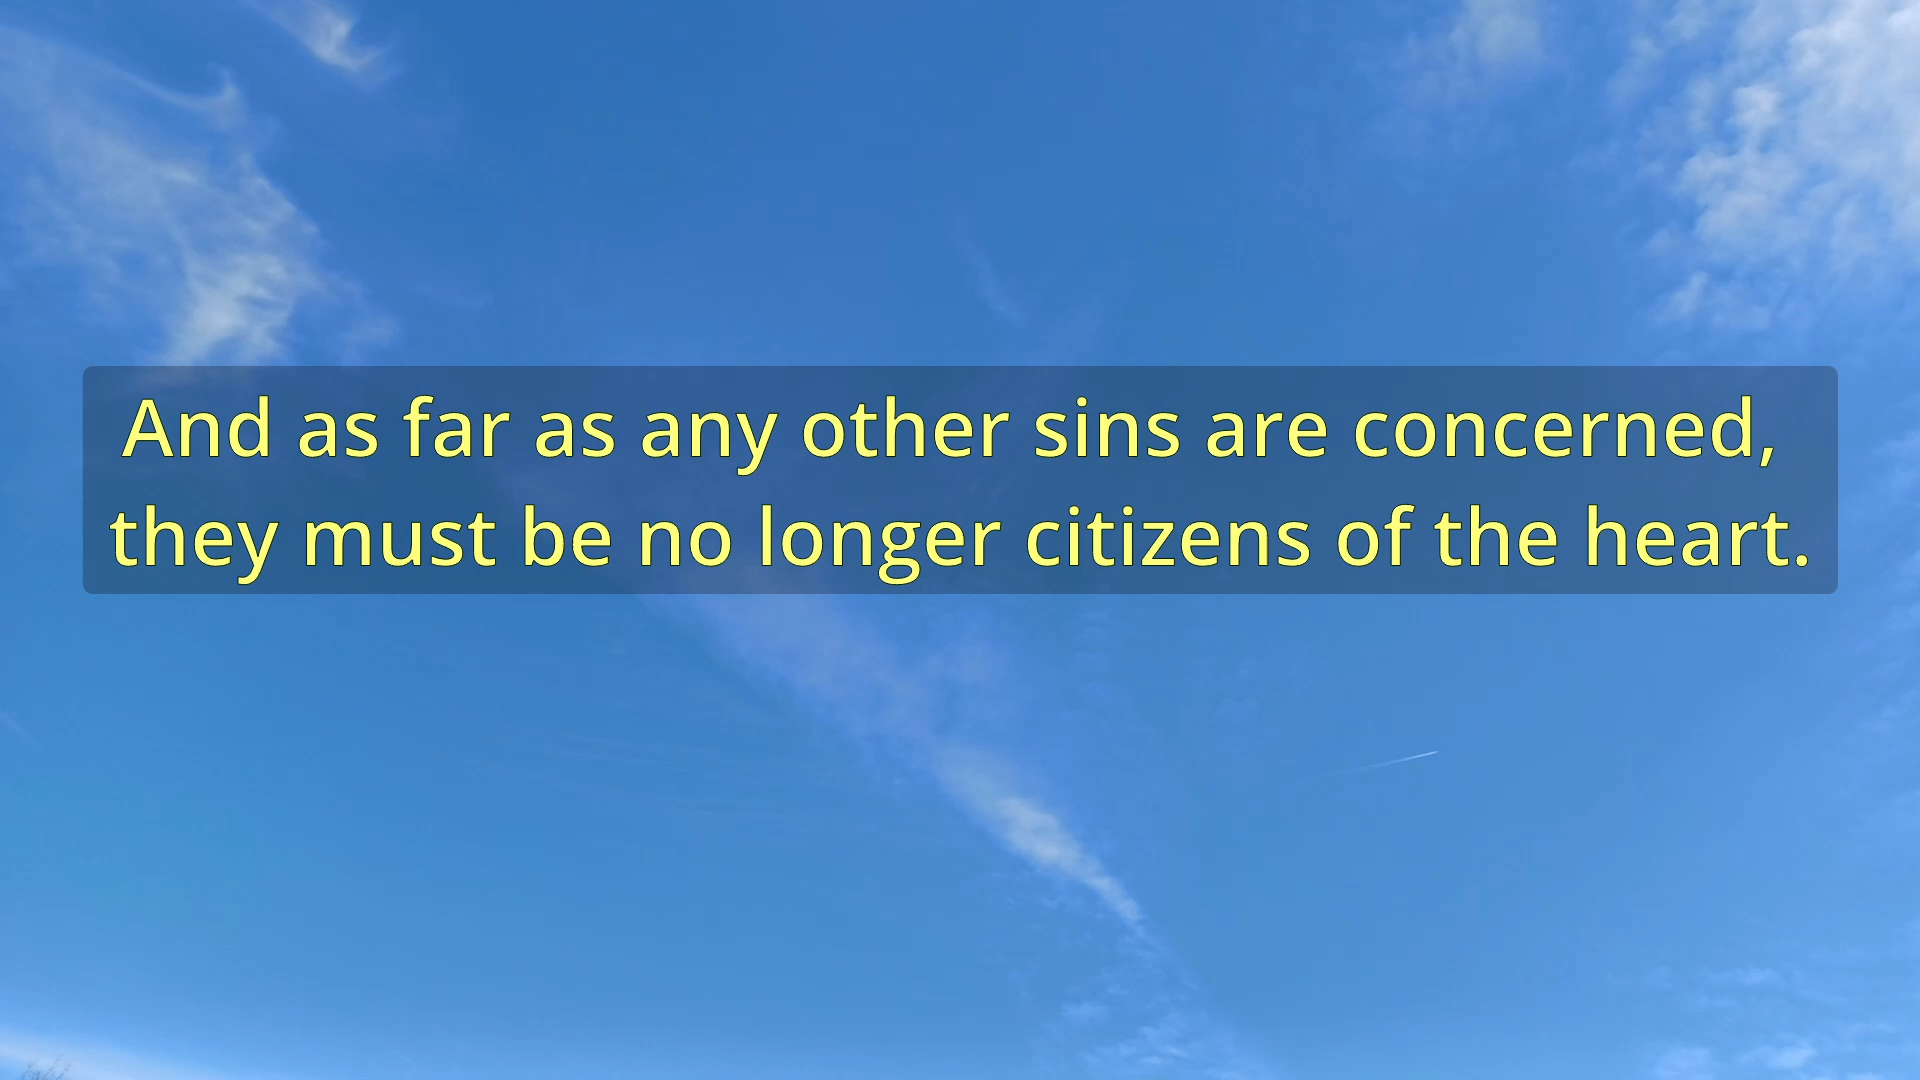 And as far as any other sins are concerned,
they must be no longer citizens of the heart.